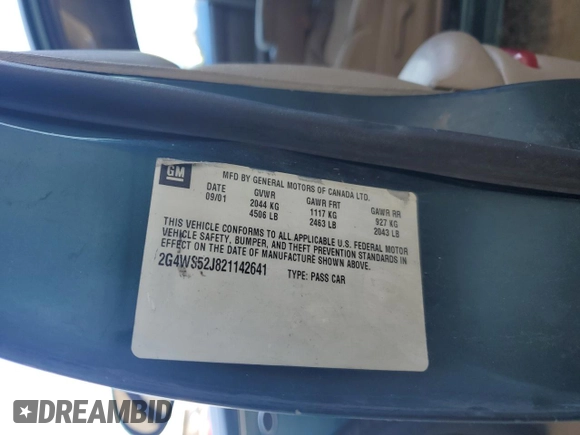 GM
MFD BY GENERAL MOTORS OF CANADA LTD.
DATE GVWR GAWR FRT GAWR RR
09/01 2044 KG 1117 KG 927 KG
4506 LB 2463 LB 2043 LB
THIS VEHICLE CONFORMS TO ALL APPLICABLE U.S. FEDERAL MOTOR
VEHICLE SAFETY, BUMPER, AND THEFT PREVENTION STANDARDS IN
EFFECT ON THE DATE OF MANUFACTURE SHOWN ABOVE.
2G4WS52J821142641 TYPE: PASS CAR
DREAMBID